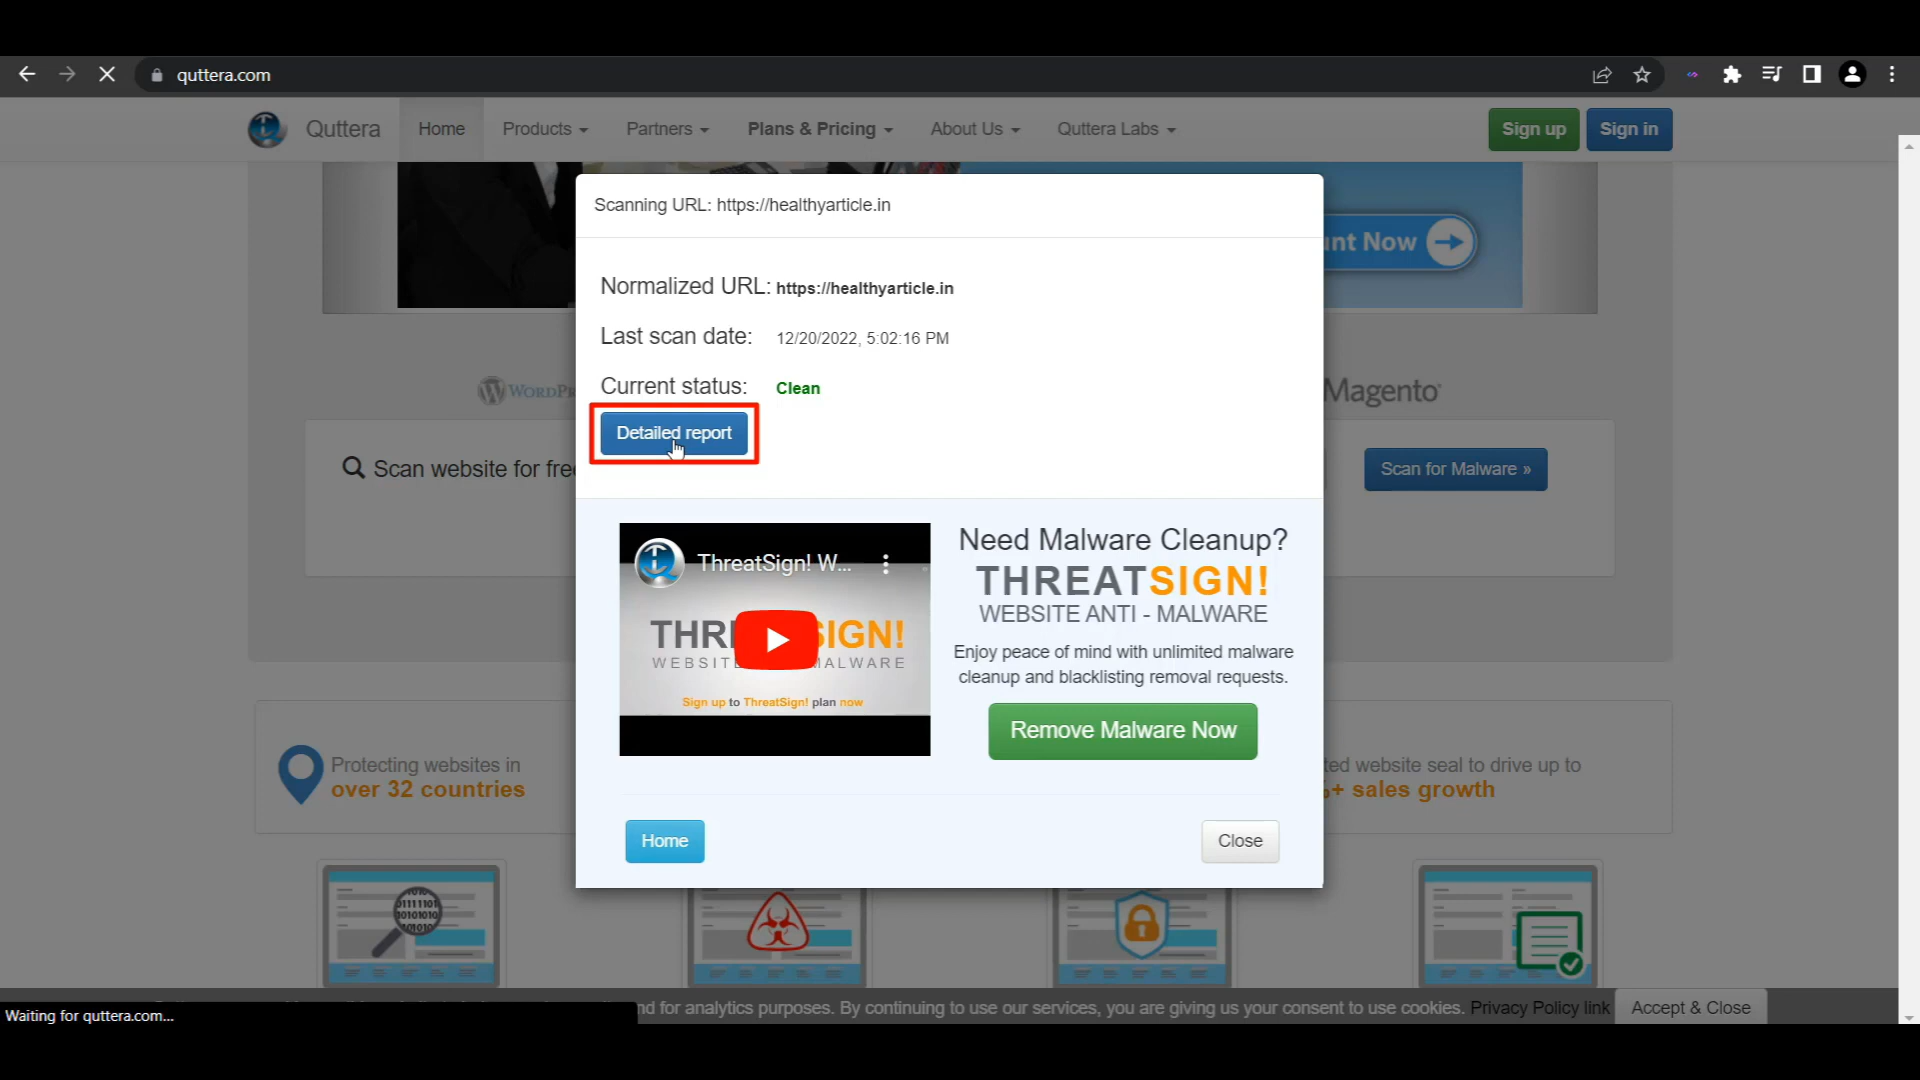 quttera.com
Quttera Home Products Partners Plans & Pricing About Us Quttera Labs Sign up Sign in
Scanning URL: https://healthyarticle.in
Now
Normalized URL: https://healthyarticle.in
Last scan date: 12/20/2022, 5:02:16 PM
Current status: Clean
Magento
Detailed report
Scan website for
Scan for Malware »
ThreatSign! W...
Need Malware Cleanup?
THREATSIGN!
WEBSITE ANTI - MALWARE
Enjoy peace of mind with unlimited malware
cleanup and blacklisting removal requests.
Sign up to ThreatSign! plan now
Remove Malware Now
Protecting websites in
over 32 countries
website seal to drive up to
sales growth
Home
Close
for analytics purposes. By continuing to use our services, you are giving us your consent to use cookies. Privacy Policy link Accept & Close
Waiting for quttera.com...